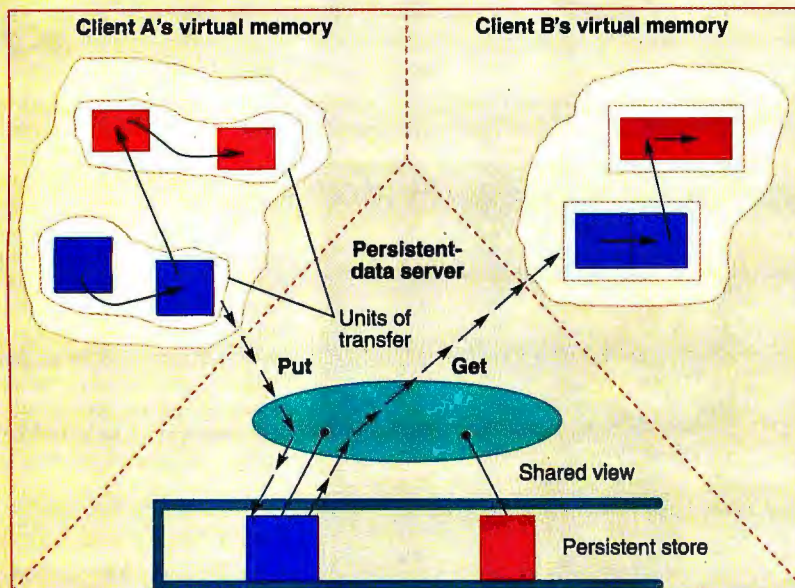 Client A's virtual memory
Client B's virtual memory
Persistent-
data server
Units of
transfer
Put
Get
Shared view
Persistent store